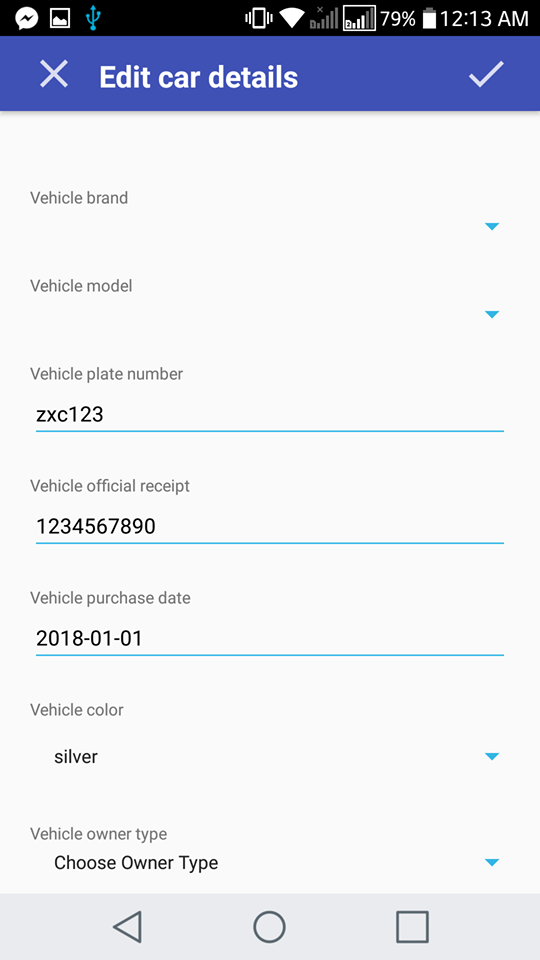 79% 12:13 AM
Edit car details
Vehicle brand
Vehicle model
Vehicle plate number
zxc123
Vehicle official receipt
1234567890
Vehicle purchase date
2018-01-01
Vehicle color
silver
Vehicle owner type
Choose Owner Type